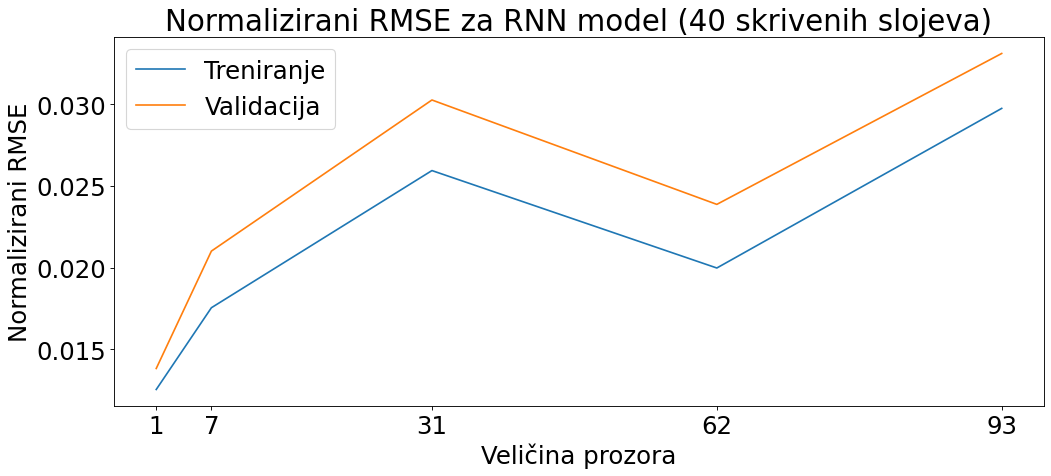 Normalizirani RMSE za RNN model (40 skrivenih slojeva)
Treniranje
Validacija
Normalizirani RMSE
0.030
0.025
0.020
0.015
1 7 31 62 93
Veličina prozora